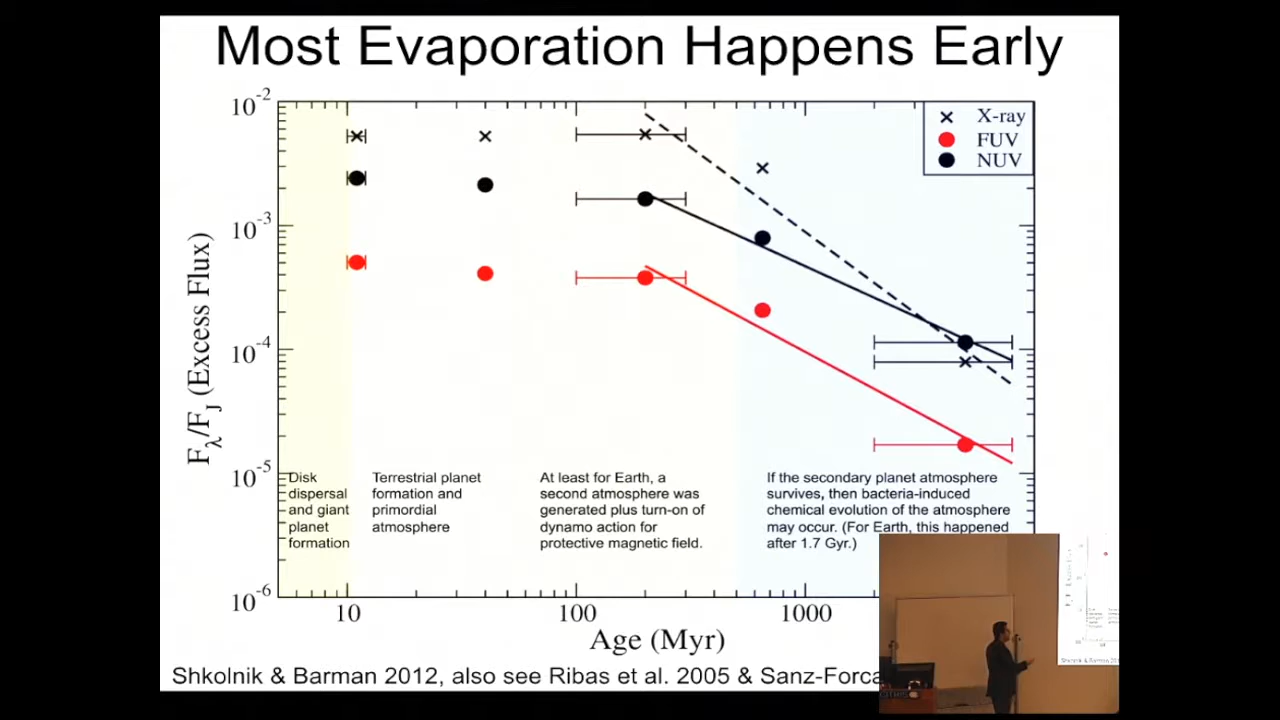 Most Evaporation Happens Early
10-2
10-3
10-4
10-5
10-6
Fλ/FJ (Excess Flux)
X-ray
FUV
NUV
Disk
dispersal
and giant
planet
formation
Terrestrial planet
formation and
primordial
atmosphere
At least for Earth, a
second atmosphere was
generated plus turn-on of
dynamo action for
protective magnetic field.
If the secondary planet atmosphere
survives, then bacteria-induced
chemical evolution of the atmosphere
may occur. (For Earth, this happened
after 1.7 Gyr.)
10 100 1000
Age (Myr)
Shkolnik & Barman 2012, also see Ribas et al. 2005 & Sanz-Forca